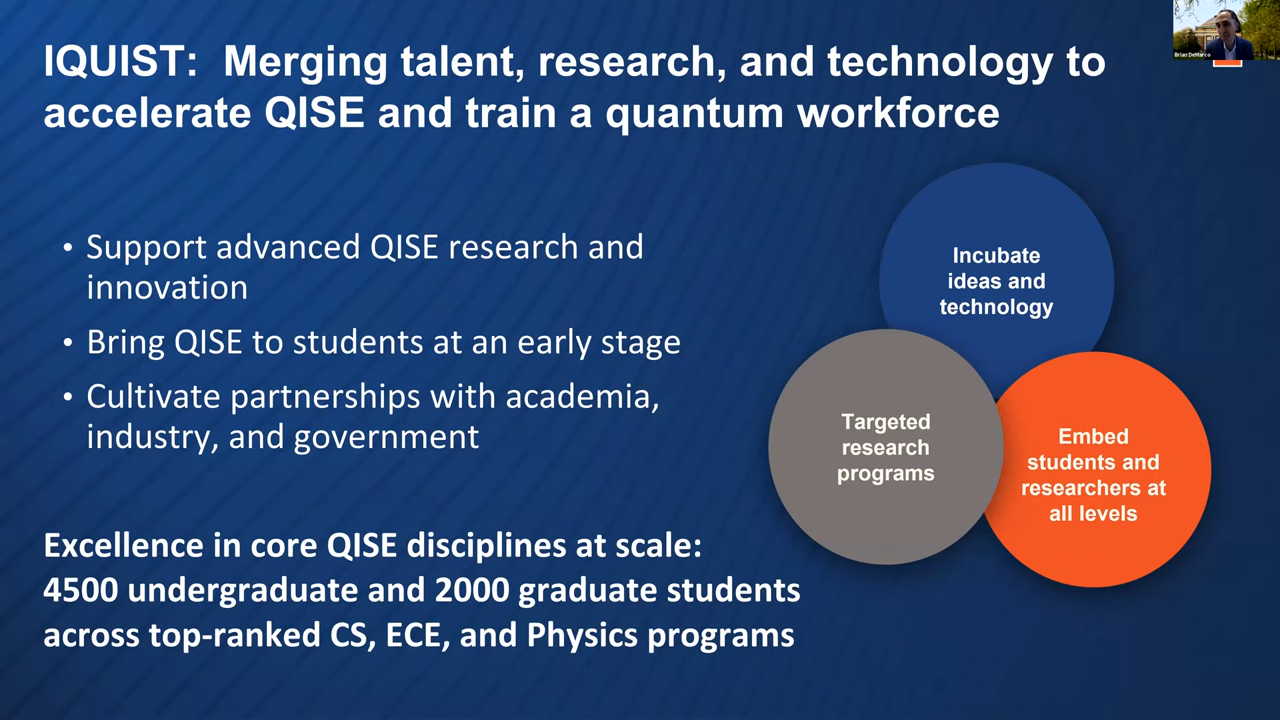 IQUIST:  Merging talent, research, and technology to
accelerate QISE and train a quantum workforce
Brian DeMarco
• Support advanced QISE research and
innovation
• Bring QISE to students at an early stage
• Cultivate partnerships with academia,
industry, and government
Incubate
ideas and
technology
Targeted
research
programs
Embed
students and
researchers at
all levels
Excellence in core QISE disciplines at scale:
4500 undergraduate and 2000 graduate students
across top-ranked CS, ECE, and Physics programs